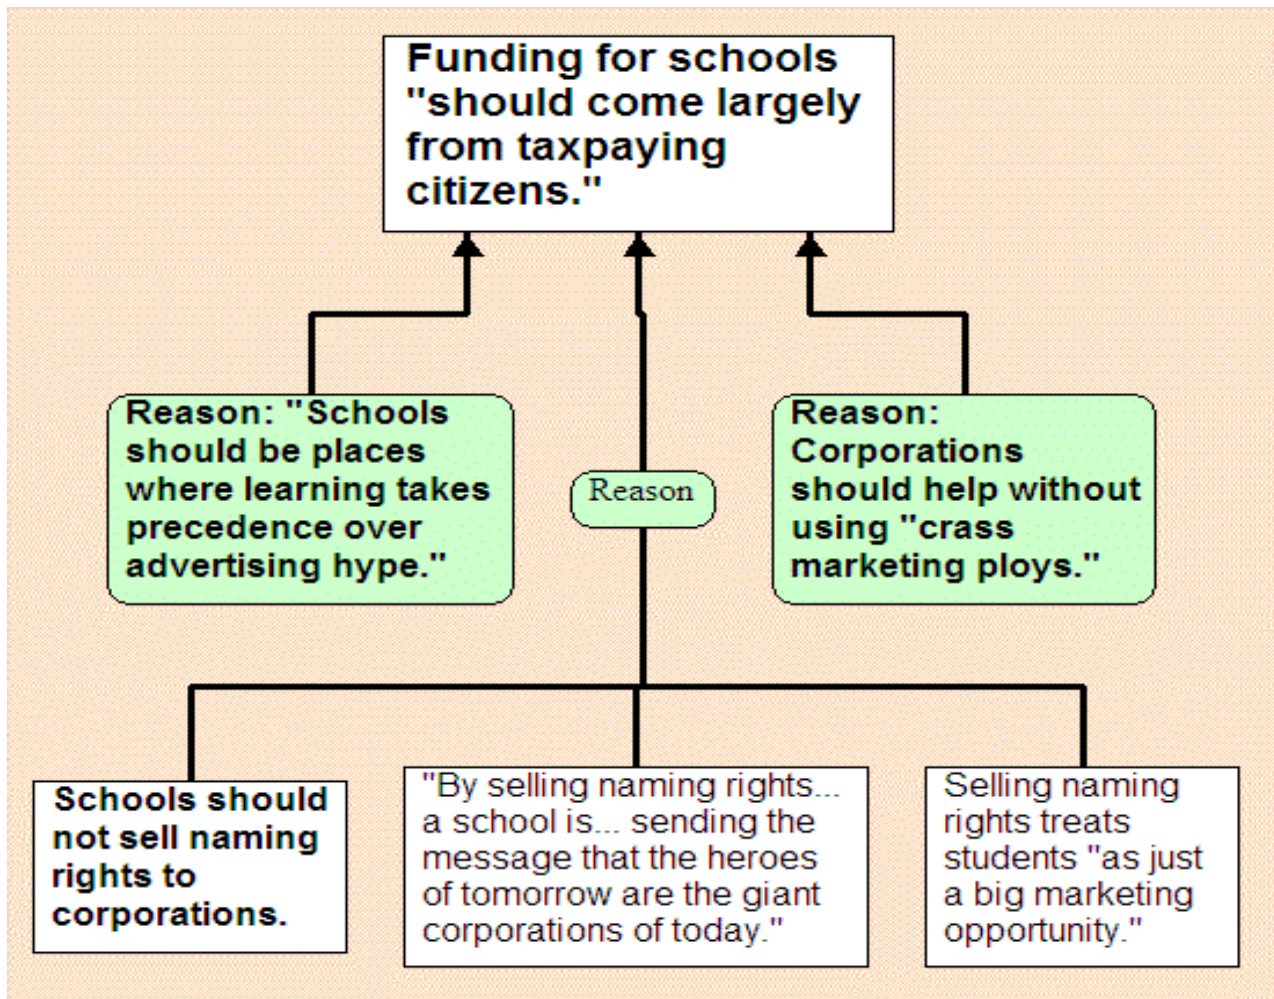 Funding for schools
"should come largely
from taxpaying
citizens."
Reason: "Schools
should be places
where learning takes
precedence over
advertising hype."
Reason
Reason:
Corporations
should help without
using "crass
marketing ploys."
Schools should
not sell naming
rights to
corporations.
"By selling naming rights...
a school is... sending the
message that the heroes
of tomorrow are the giant
corporations of today."
Selling naming
rights treats
students "as just
a big marketing
opportunity."